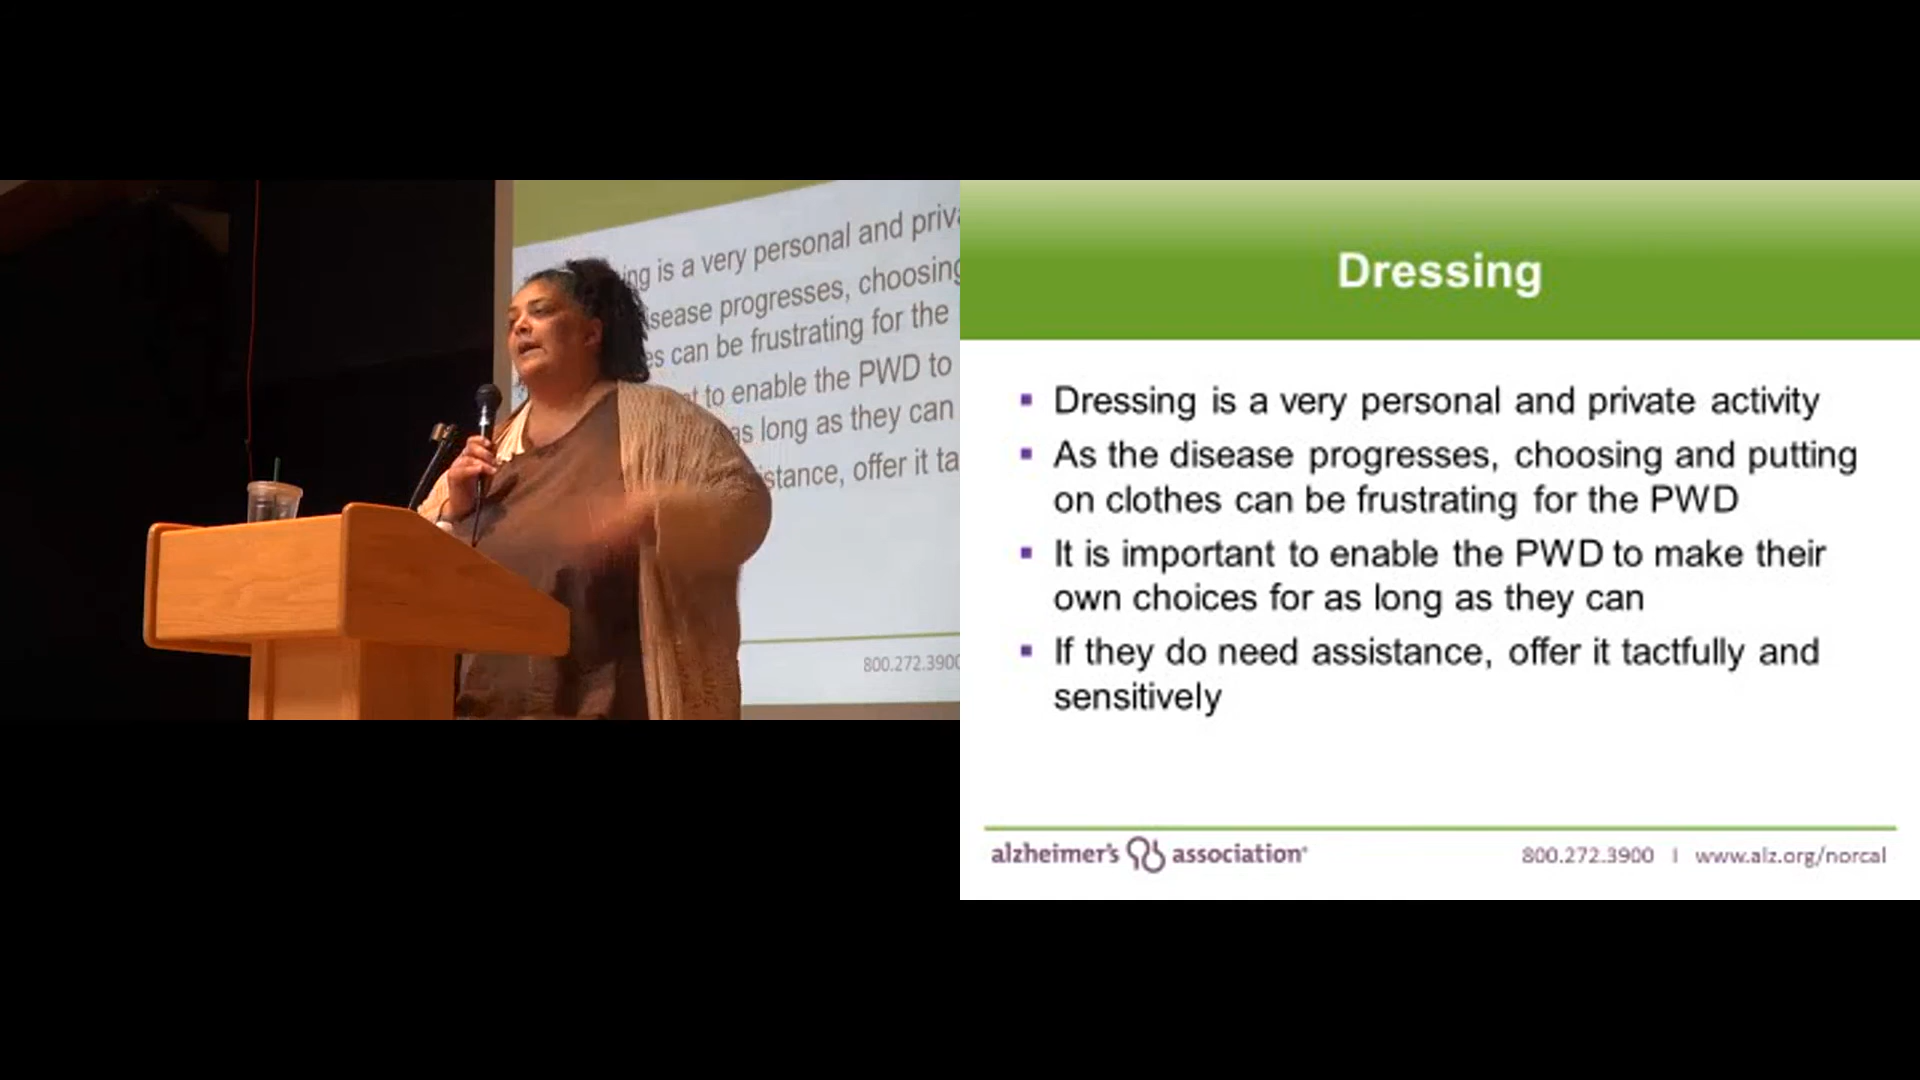 ing is a very personal and priv
isease progresses, choosing
es can be frustrating for the
to enable the PWD to
as long as they can
stance, offer it ta
800.272.3900
Dressing
▪ Dressing is a very personal and private activity
▪ As the disease progresses, choosing and putting
on clothes can be frustrating for the PWD
▪ It is important to enable the PWD to make their
own choices for as long as they can
▪ If they do need assistance, offer it tactfully and
sensitively
alzheimer's association®
800.272.3900 | www.alz.org/norcal